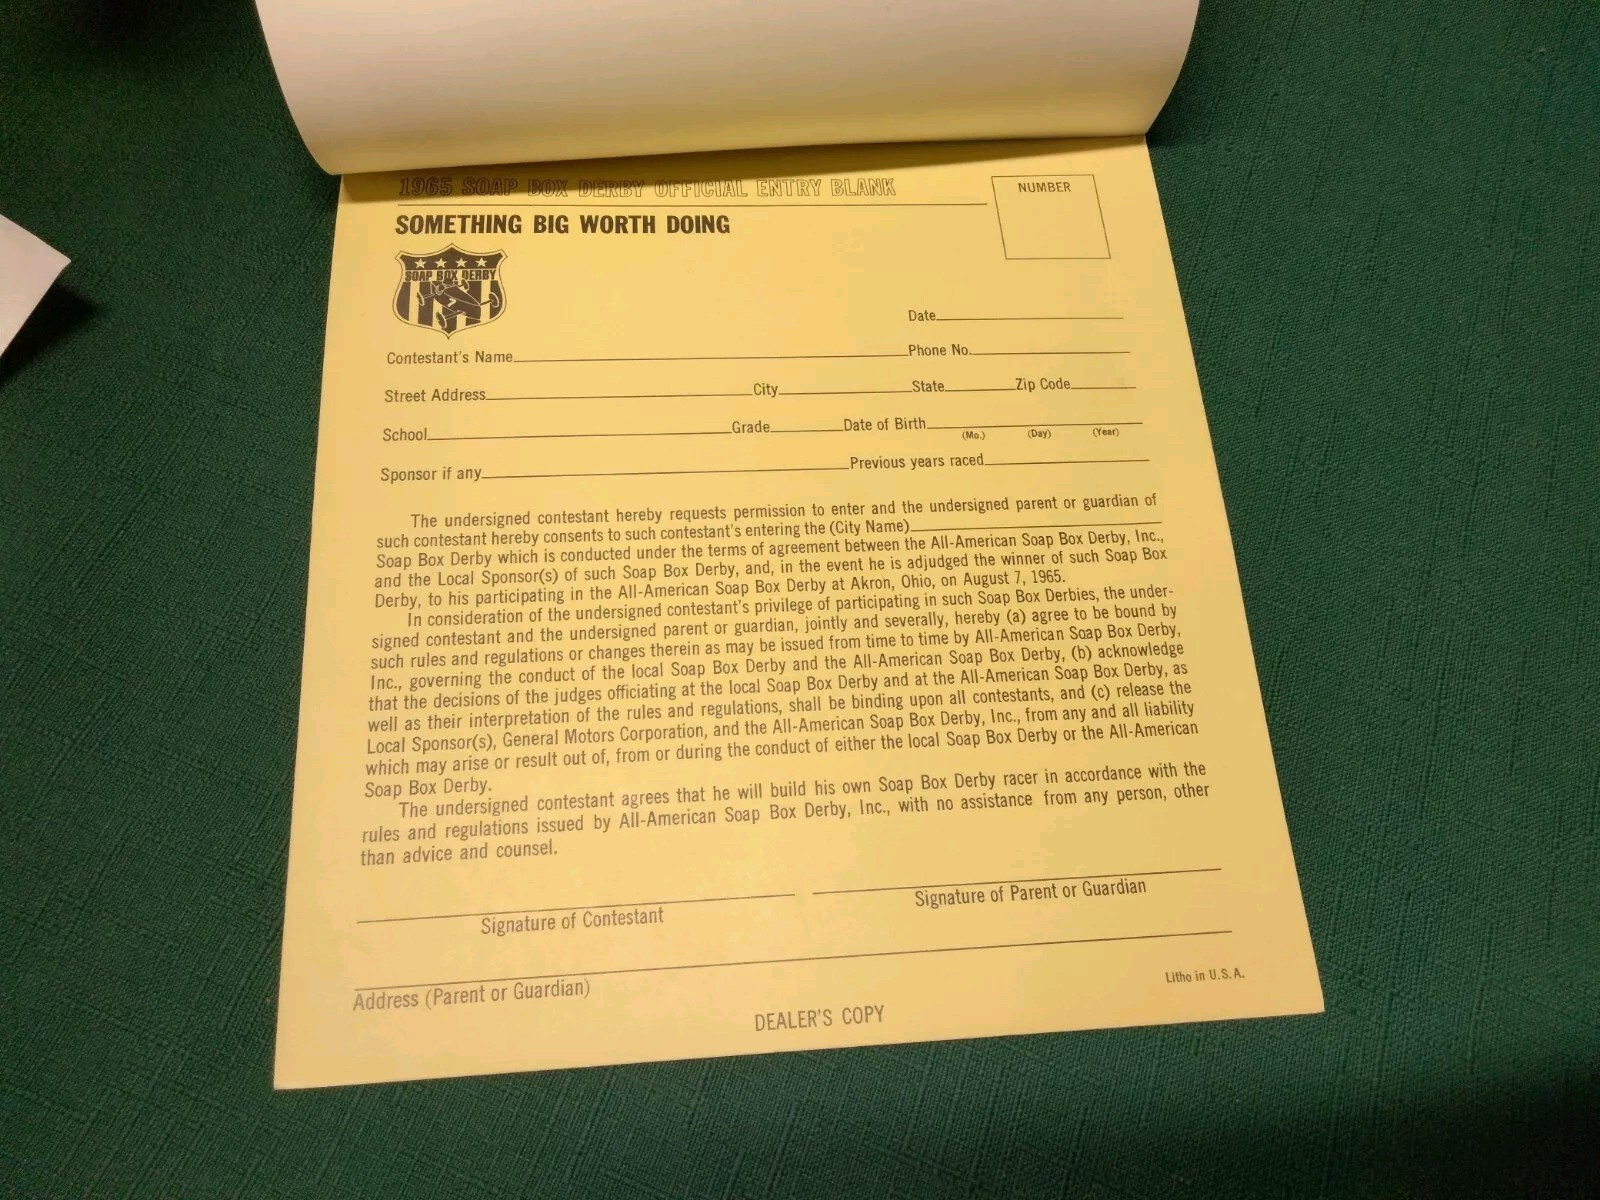 1965 SOAP BOX DERBY OFFICIAL ENTRY BLANK
NUMBER
SOMETHING BIG WORTH DOING
SOAP BOX DERBY
Date
Contestant's Name Phone No.
Street Address City State Zip Code
School Grade Date of Birth
(Mo.) (Day) (Year)
Sponsor if any Previous years raced
The undersigned contestant hereby requests permission to enter and the undersigned parent or guardian of
such contestant hereby consents to such contestant's entering the (City Name)
Soap Box Derby which is conducted under the terms of agreement between the All-American Soap Box Derby, Inc.,
and the Local Sponsor(s) of such Soap Box Derby, and, in the event he is adjudged the winner of such Soap Box
Derby, to his participating in the All-American Soap Box Derby at Akron, Ohio, on August 7, 1965.
In consideration of the undersigned contestant's privilege of participating in such Soap Box Derbies, the under-
signed contestant and the undersigned parent or guardian, jointly and severally, hereby (a) agree to be bound by
such rules and regulations or changes therein as may be issued from time to time by All-American Soap Box Derby,
Inc., governing the conduct of the local Soap Box Derby and the All-American Soap Box Derby, (b) acknowledge
that the decisions of the judges officiating at the local Soap Box Derby and at the All-American Soap Box Derby, as
well as their interpretation of the rules and regulations, shall be binding upon all contestants, and (c) release the
Local Sponsor(s), General Motors Corporation, and the All-American Soap Box Derby, Inc., from any and all liability
which may arise or result out of, from or during the conduct of either the local Soap Box Derby or the All-American
Soap Box Derby.
The undersigned contestant agrees that he will build his own Soap Box Derby racer in accordance with the
rules and regulations issued by All-American Soap Box Derby, Inc., with no assistance from any person, other
than advice and counsel.
Signature of Contestant Signature of Parent or Guardian
Address (Parent or Guardian)
Litho in U.S.A.
DEALER'S COPY